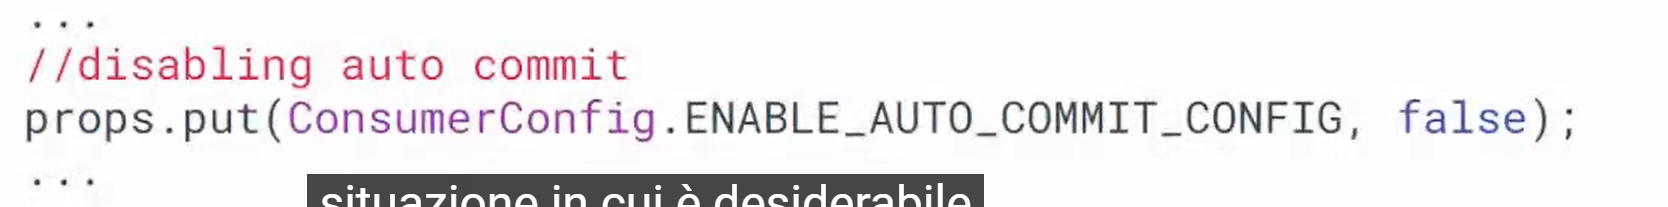 ...
//disabling auto commit
props.put(ConsumerConfig.ENABLE_AUTO_COMMIT_CONFIG, false);
...
situazione in cui è desiderabile